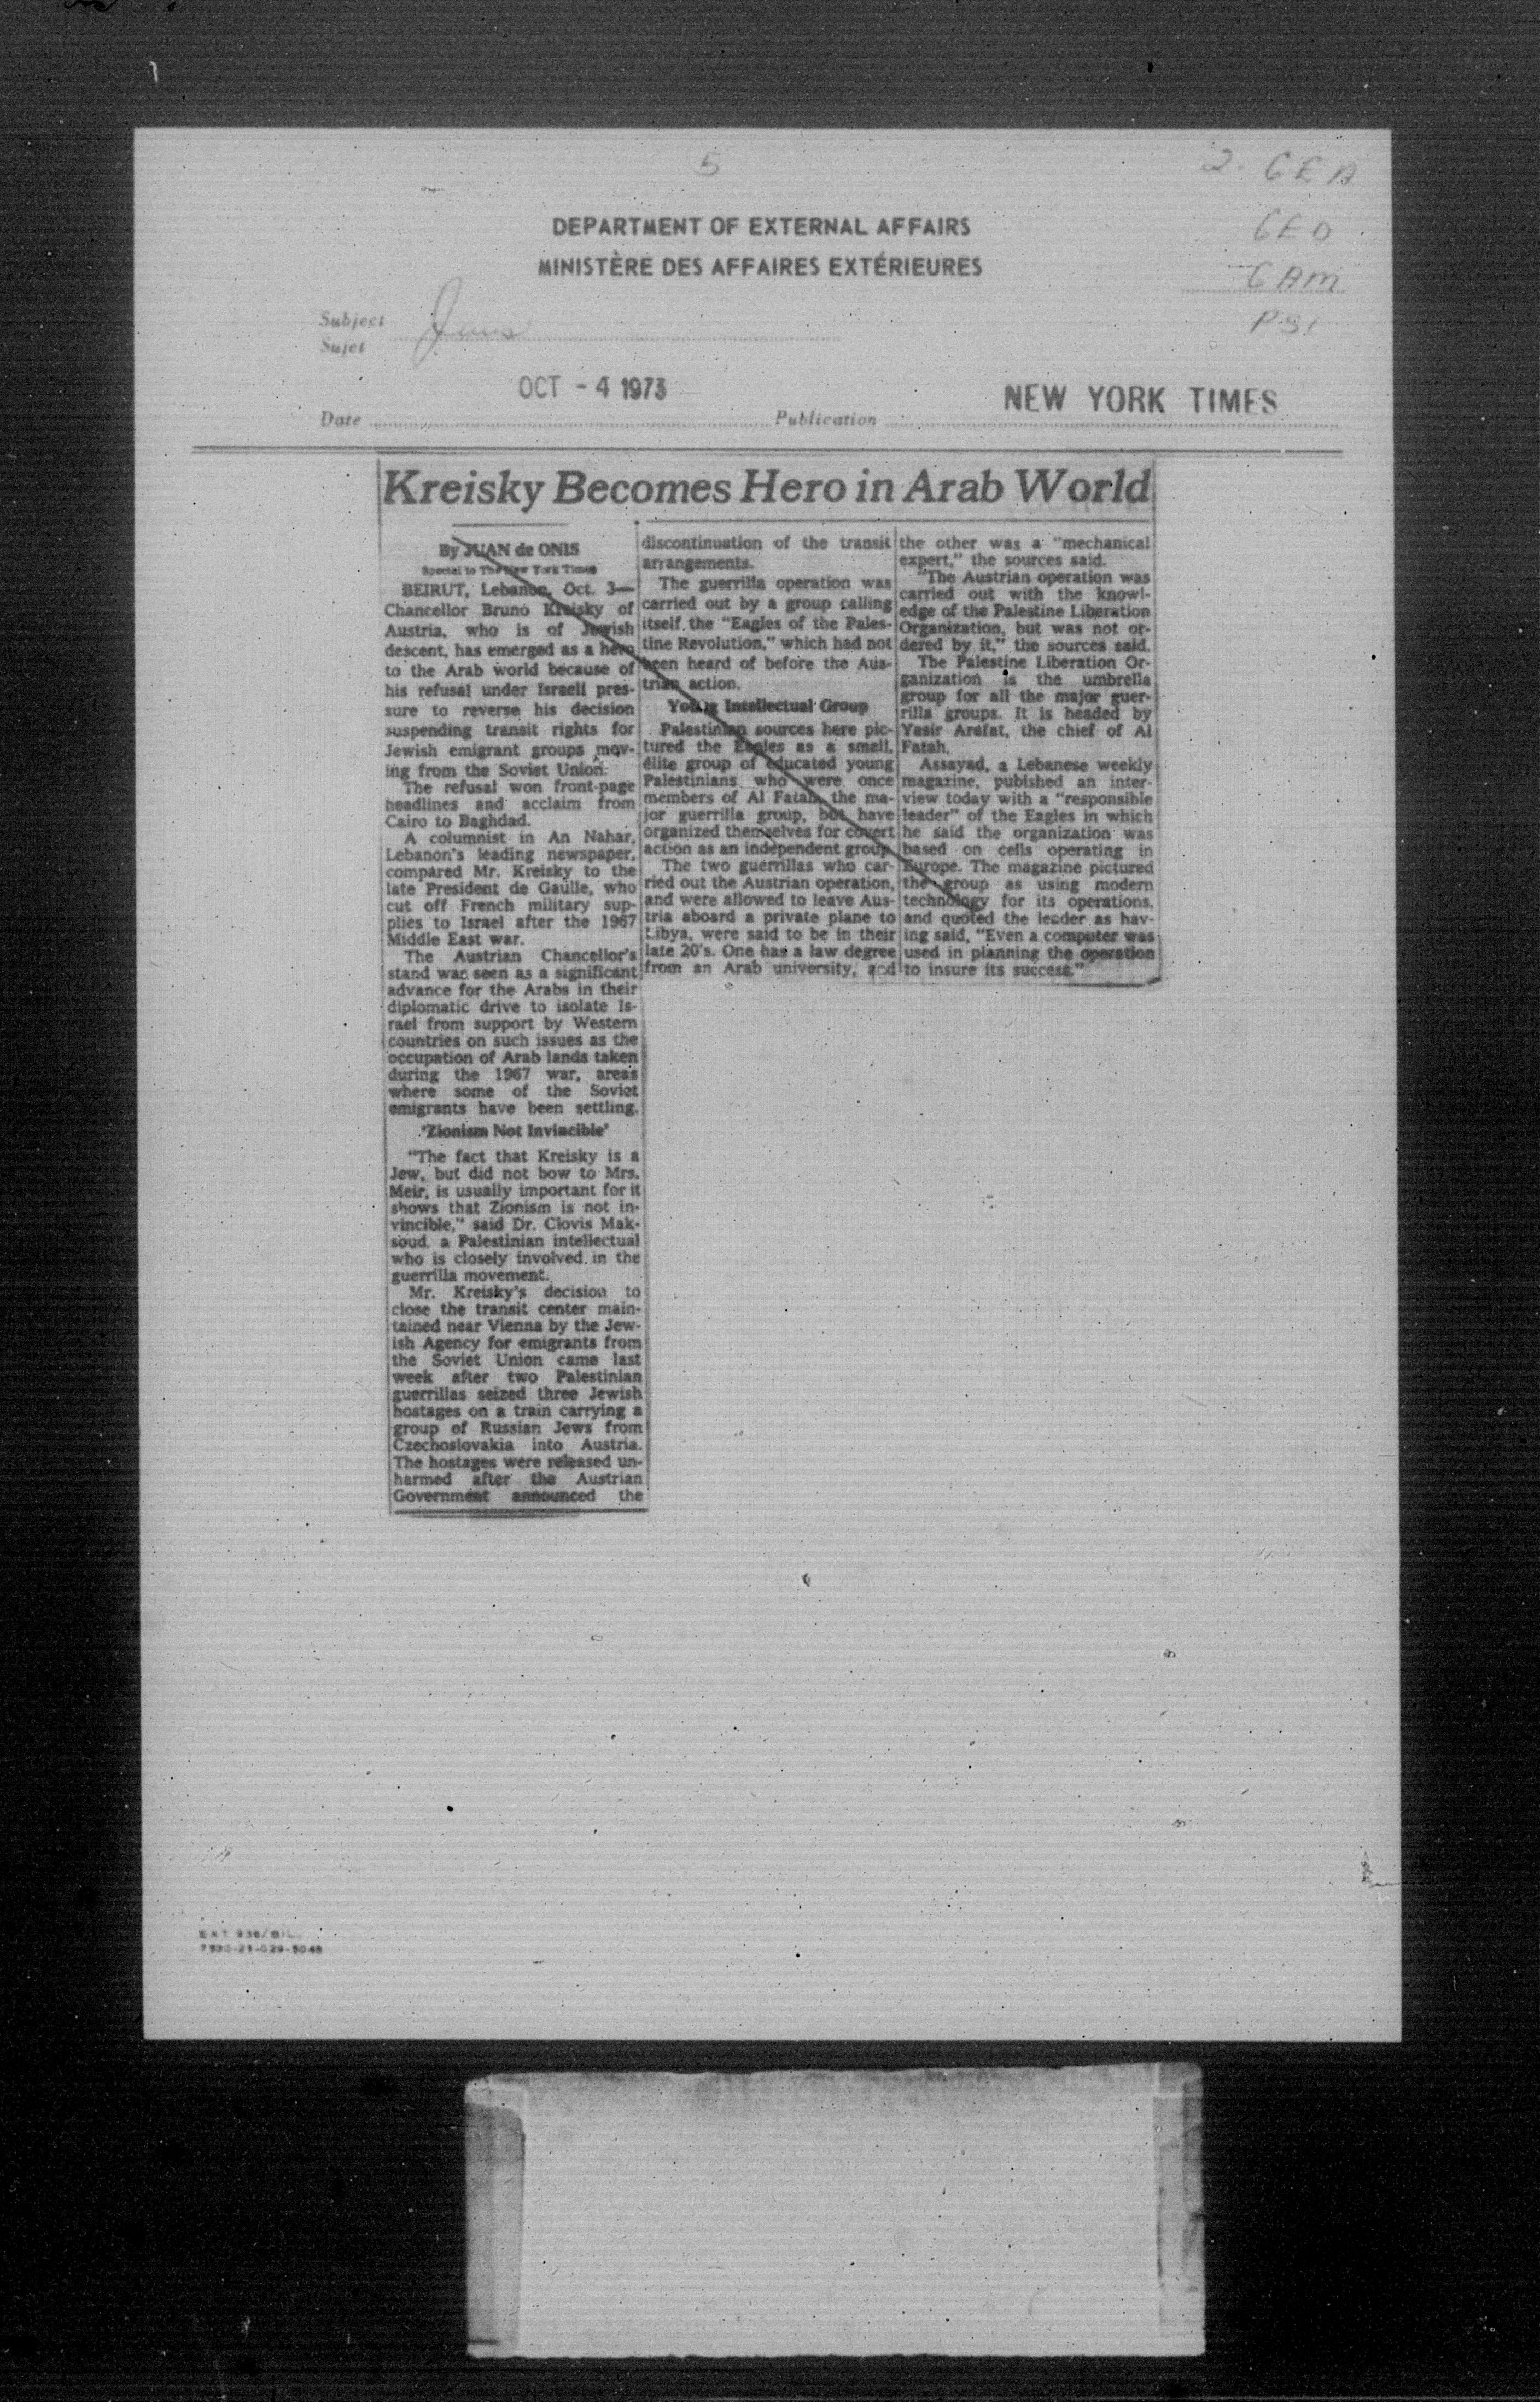 5
2. GEA
GEO
GAM
PSI
DEPARTMENT OF EXTERNAL AFFAIRS
MINISTÈRE DES AFFAIRES EXTÉRIEURES
Subject
Sujet
Jews
OCT - 4 1973
NEW YORK TIMES
Date
Publication
Kreisky Becomes Hero in Arab World
By JUAN de ONIS
Special to The New York Times
BEIRUT, Lebanon, Oct. 3—
Chancellor Bruno Kreisky of
Austria, who is of Jewish
descent, has emerged as a hero
to the Arab world because of
his refusal under Israeli pres-
sure to reverse his decision
suspending transit rights for
Jewish emigrant groups mov-
ing from the Soviet Union.
The refusal won front-page
headlines and acclaim from
Cairo to Baghdad.
A columnist in An Nahar,
Lebanon's leading newspaper,
compared Mr. Kreisky to the
late President de Gaulle, who
cut off French military sup-
plies to Israel after the 1967
Middle East war.
The Austrian Chancellor's
stand was seen as a significant
advance for the Arabs in their
diplomatic drive to isolate Is-
rael from support by Western
countries on such issues as the
occupation of Arab lands taken
during the 1967 war, areas
where some of the Soviet
emigrants have been settling.
'Zionism Not Invincible'
"The fact that Kreisky is a
Jew, but did not bow to Mrs.
Meir, is usually important for it
shows that Zionism is not in-
vincible," said Dr. Clovis Mak-
soud, a Palestinian intellectual
who is closely involved in the
guerrilla movement.
Mr. Kreisky's decision to
close the transit center main-
tained near Vienna by the Jew-
ish Agency for emigrants from
the Soviet Union came last
week after two Palestinian
guerrillas seized three Jewish
hostages on a train carrying a
group of Russian Jews from
Czechoslovakia into Austria.
The hostages were released un-
harmed after the Austrian
Government announced the
discontinuation of the transit
arrangements.
The guerrilla operation was
carried out by a group calling
itself the "Eagles of the Pales-
tine Revolution," which had not
been heard of before the Aus-
trian action.
Young Intellectual Group
Palestinian sources here pic-
tured the Eagles as a small,
élite group of educated young
Palestinians who were once
members of Al Fatah, the ma-
jor guerrilla group, but have
organized themselves for covert
action as an independent group.
The two guerrillas who car-
ried out the Austrian operation,
and were allowed to leave Aus-
tria aboard a private plane to
Libya, were said to be in their
late 20's. One has a law degree
from an Arab university, and
the other was a "mechanical
expert," the sources said.
"The Austrian operation was
carried out with the knowl-
edge of the Palestine Liberation
Organization, but was not or-
dered by it," the sources said.
The Palestine Liberation Or-
ganization is the umbrella
group for all the major guer-
rilla groups. It is headed by
Yasir Arafat, the chief of Al
Fatah.
Assayad, a Lebanese weekly
magazine, pubished an inter-
view today with a "responsible
leader" of the Eagles in which
he said the organization was
based on cells operating in
Europe. The magazine pictured
the group as using modern
technology for its operations,
and quoted the leader as hav-
ing said, "Even a computer was
used in planning the operation
to insure its success."
EXT 936/BIL.
7530-21-029-5048